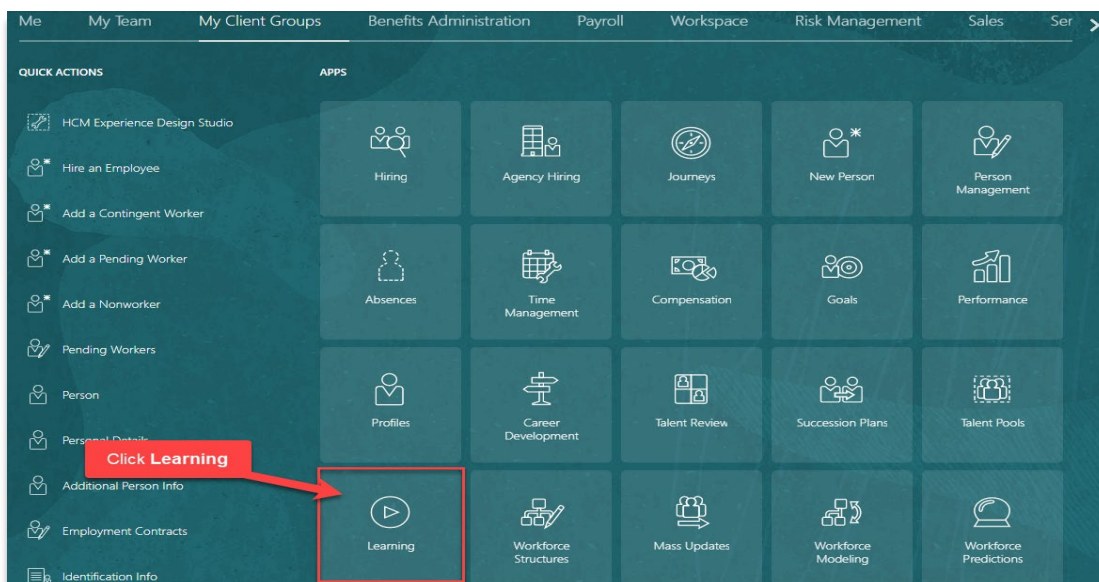 Me My Team My Client Groups Benefits Administration Payroll Workspace Risk Management Sales Ser
QUICK ACTIONS
HCM Experience Design Studio
Hire an Employee
Add a Contingent Worker
Add a Pending Worker
Add a Nonworker
Pending Workers
Person
Personal Details
Additional Person Info
Employment Contracts
Identification Info
APPS
Hiring
Agency Hiring
Journeys
New Person
Person
Management
Absences
Time
Management
Compensation
Goals
Performance
Profiles
Career
Development
Talent Review
Succession Plans
Talent Pools
Click Learning
Learning
Workforce
Structures
Mass Updates
Workforce
Modeling
Workforce
Predictions